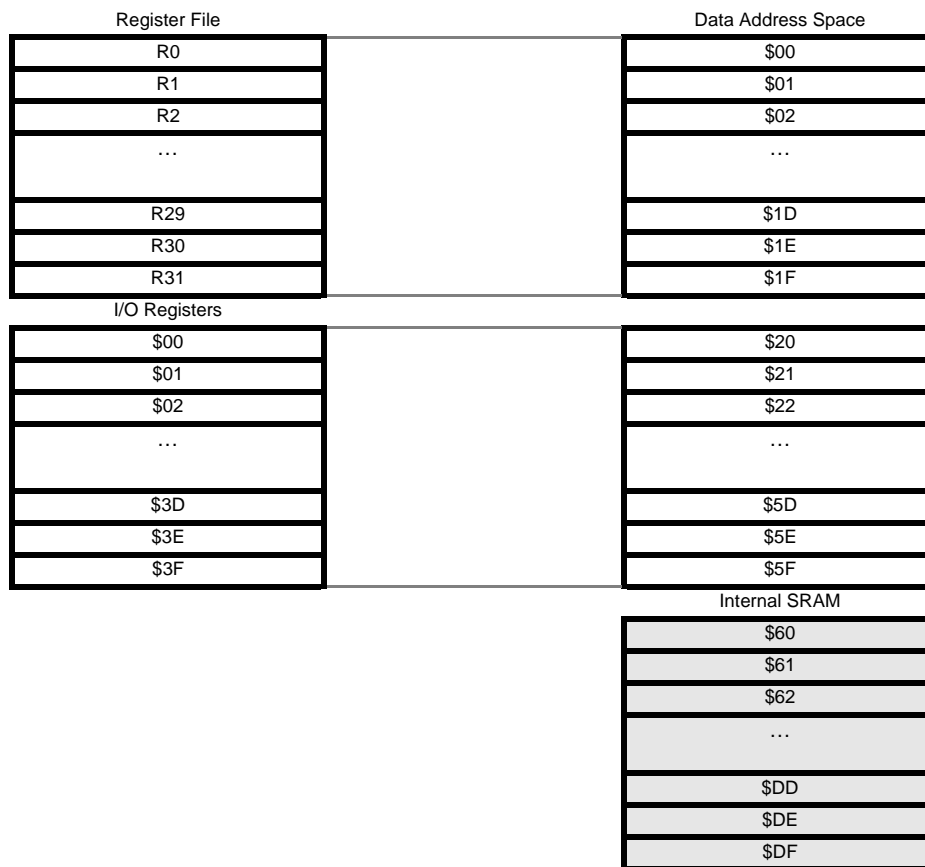 Register File Data Address Space
R0 $00
R1 $01
R2 $02
… …
R29 $1D
R30 $1E
R31 $1F
I/O Registers
$00 $20
$01 $21
$02 $22
… …
$3D $5D
$3E $5E
$3F $5F
Internal SRAM
$60
$61
$62
…
$DD
$DE
$DF